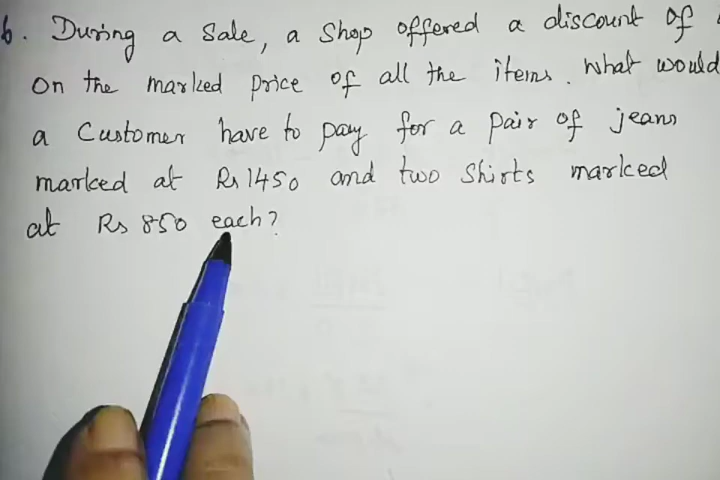 6. During a sale, a shop offered a discount of
on the marked price of all the items. What would
a customer have to pay for a pair of jeans
marked at Rs 1450 and two shirts marked
at Rs 850 each?